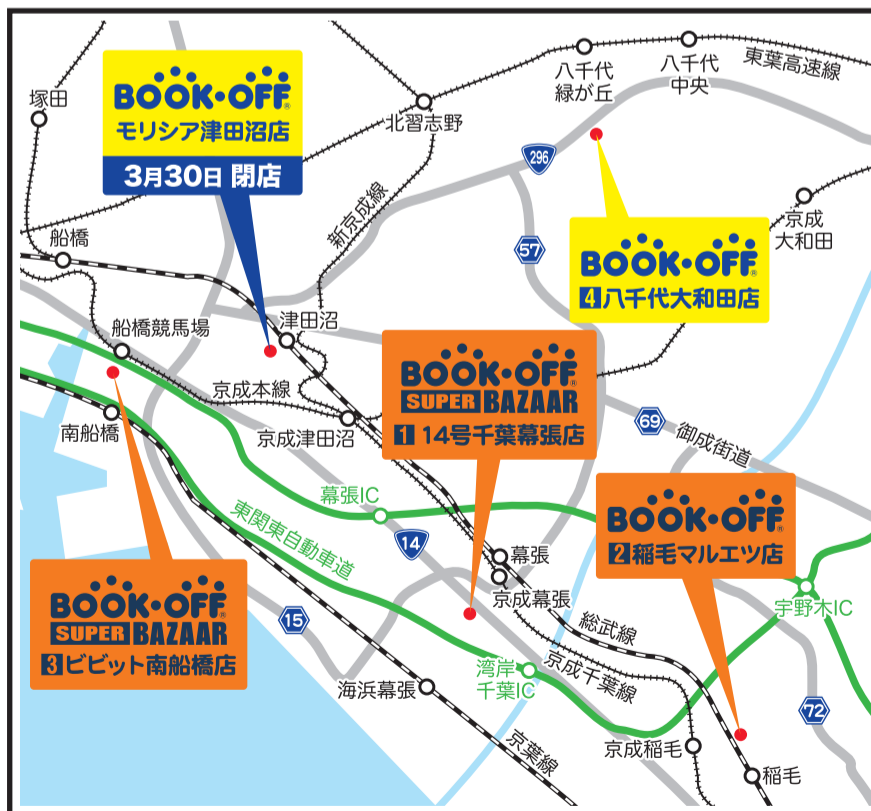 塚田
BOOK・OFF®
モリシア津田沼店
3月30日 閉店
北習志野
八千代
緑が丘
八千代
中央
東葉高速線
296
57
京成
大和田
BOOK・OFF®
4 八千代大和田店
新京成線
船橋
船橋競馬場
津田沼
京成本線
京成津田沼
南船橋
BOOK・OFF®
SUPER BAZAAR
1 14号千葉幕張店
69
御成街道
幕張IC
東関東自動車道
14
幕張
京成幕張
BOOK・OFF®
2 稲毛マルエツ店
宇野木IC
BOOK・OFF®
SUPER BAZAAR
3 ビビット南船橋店
15
総武線
京成千葉線
湾岸
千葉IC
海浜幕張
京葉線
72
京成稲毛
稲毛